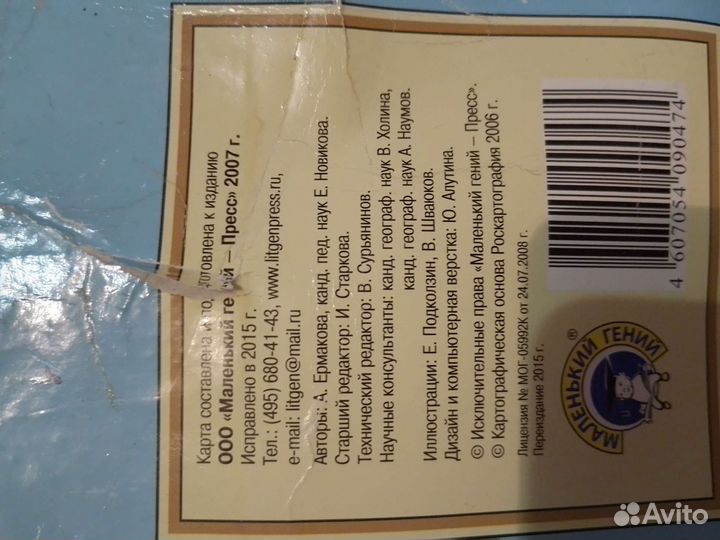 Карта составлена и подготовлена к изданию
ООО «Маленький гений – Пресс» 2007 г.
Исправлено в 2015 г.
Тел.: (495) 680-41-43, www.litgenpress.ru,
e-mail: litgen@mail.ru
Авторы: А. Ермакова, канд. пед. наук Е. Новикова.
Старший редактор: И. Старкова.
Технический редактор: В. Сурьянинов.
Научные консультанты: канд. географ. наук В. Холина,
канд. географ. наук А. Наумов.
Иллюстрации: Е. Подколзин, В. Шваюков.
Дизайн и компьютерная верстка: Ю. Алугина.
© Исключительные права «Маленький гений – Пресс».
© Картографическая основа Роскартография 2006 г.
Лицензия № МОГ-05992К от 24.07.2008 г.
Переиздание 2015 г.
4 607054 090474
МАЛЕНЬКИЙ ГЕНИЙ ®
Avito